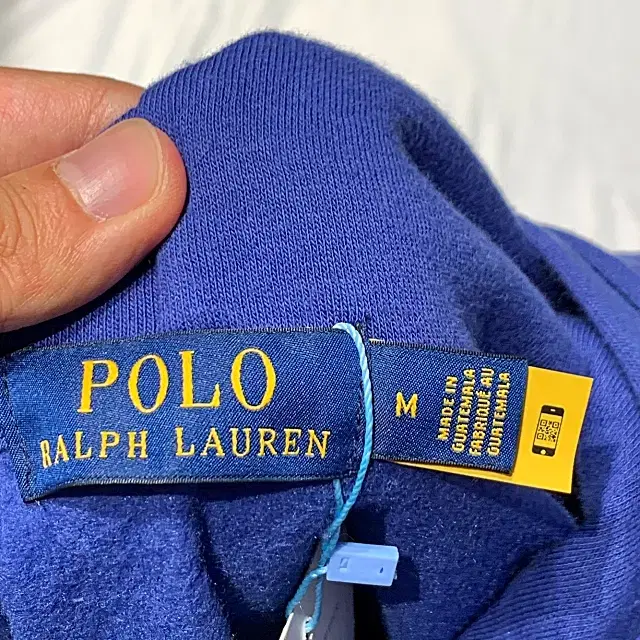 POLO
RALPH LAUREN
M
MADE IN
GUATEMALA
FABRIQUÉ AU
GUATEMALA